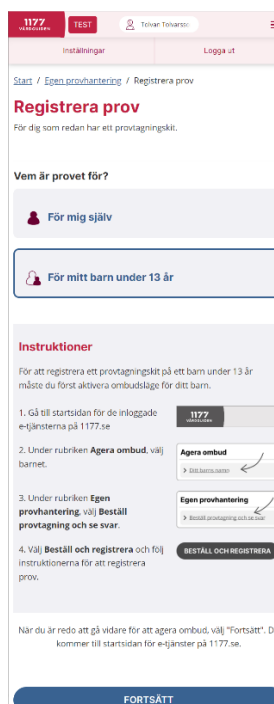 1177
VÅRDGUIDEN
TEST
Tolvan Tolvarsson
Inställningar
Logga ut
Start / Egen provhantering / Registrera prov
Registrera prov
För dig som redan har ett provtagningskit.
Vem är provet för?
För mig själv
För mitt barn under 13 år
Instruktioner
För att registrera ett provtagningskit på ett barn under 13 år
måste du först aktivera ombudsläge för ditt barn.
1. Gå till startsidan för de inloggade
e-tjänsterna på 1177.se
1177
VÅRDGUIDEN
2. Under rubriken Agera ombud, välj
barnet.
Agera ombud
> Ditt barns namn
3. Under rubriken Egen
provhantering, välj Beställ
provtagning och se svar.
Egen provhantering
> Beställ provtagning och se svar
4. Välj Beställ och registrera och följ
instruktionerna för att registrera
prov.
BESTÄLL OCH REGISTRERA
När du är redo att gå vidare för att agera ombud, välj "Fortsätt". D
kommer till startsidan för e-tjänster på 1177.se.
FORTSÄTT